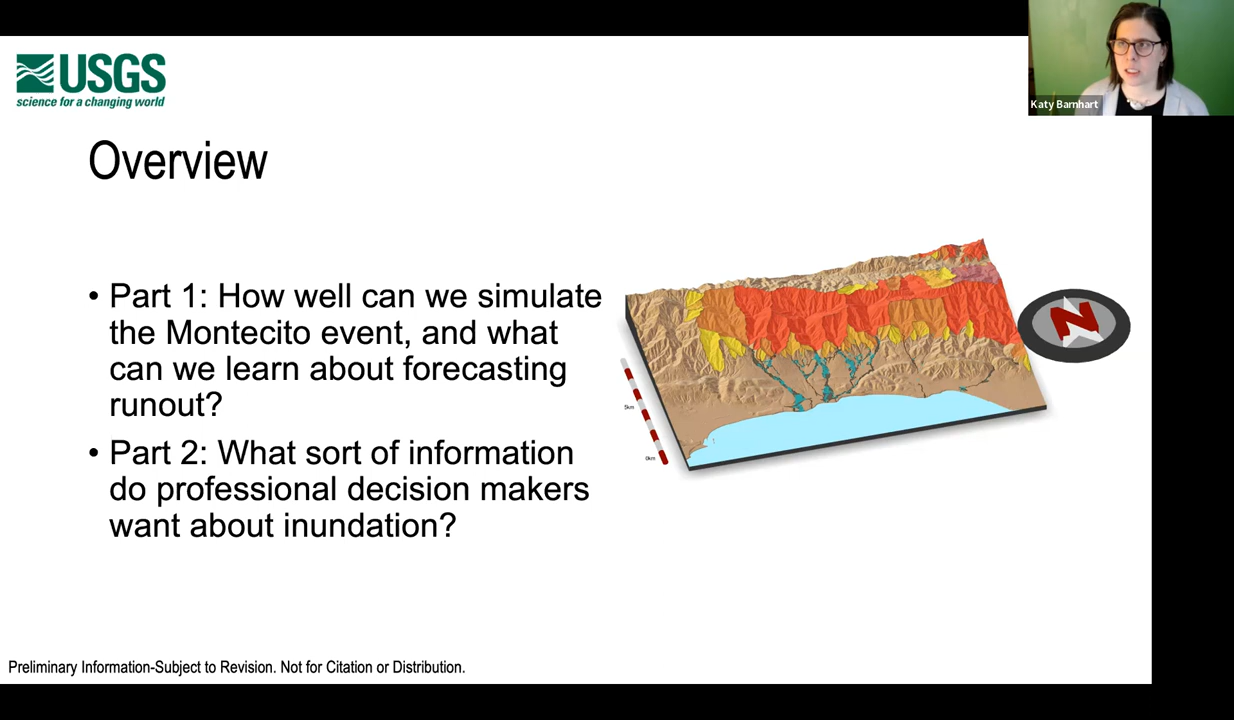 USGS
science for a changing world
Katy Barnhart
Overview
• Part 1: How well can we simulate
the Montecito event, and what
can we learn about forecasting
runout?
• Part 2: What sort of information
do professional decision makers
want about inundation?
5km
0km
N
Preliminary Information-Subject to Revision. Not for Citation or Distribution.